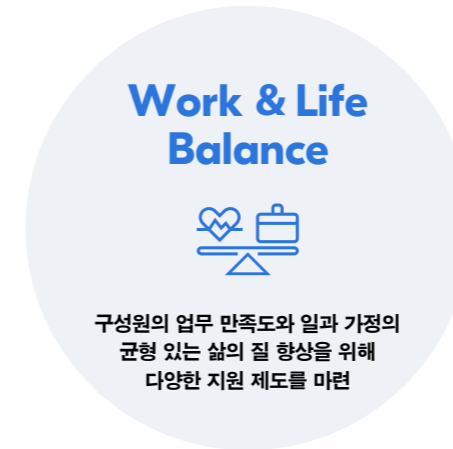 Work & Life
Balance
구성원의 업무 만족도와 일과 가정의
균형 있는 삶의 질 향상을 위해
다양한 지원 제도를 마련